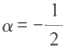 α = -1/2